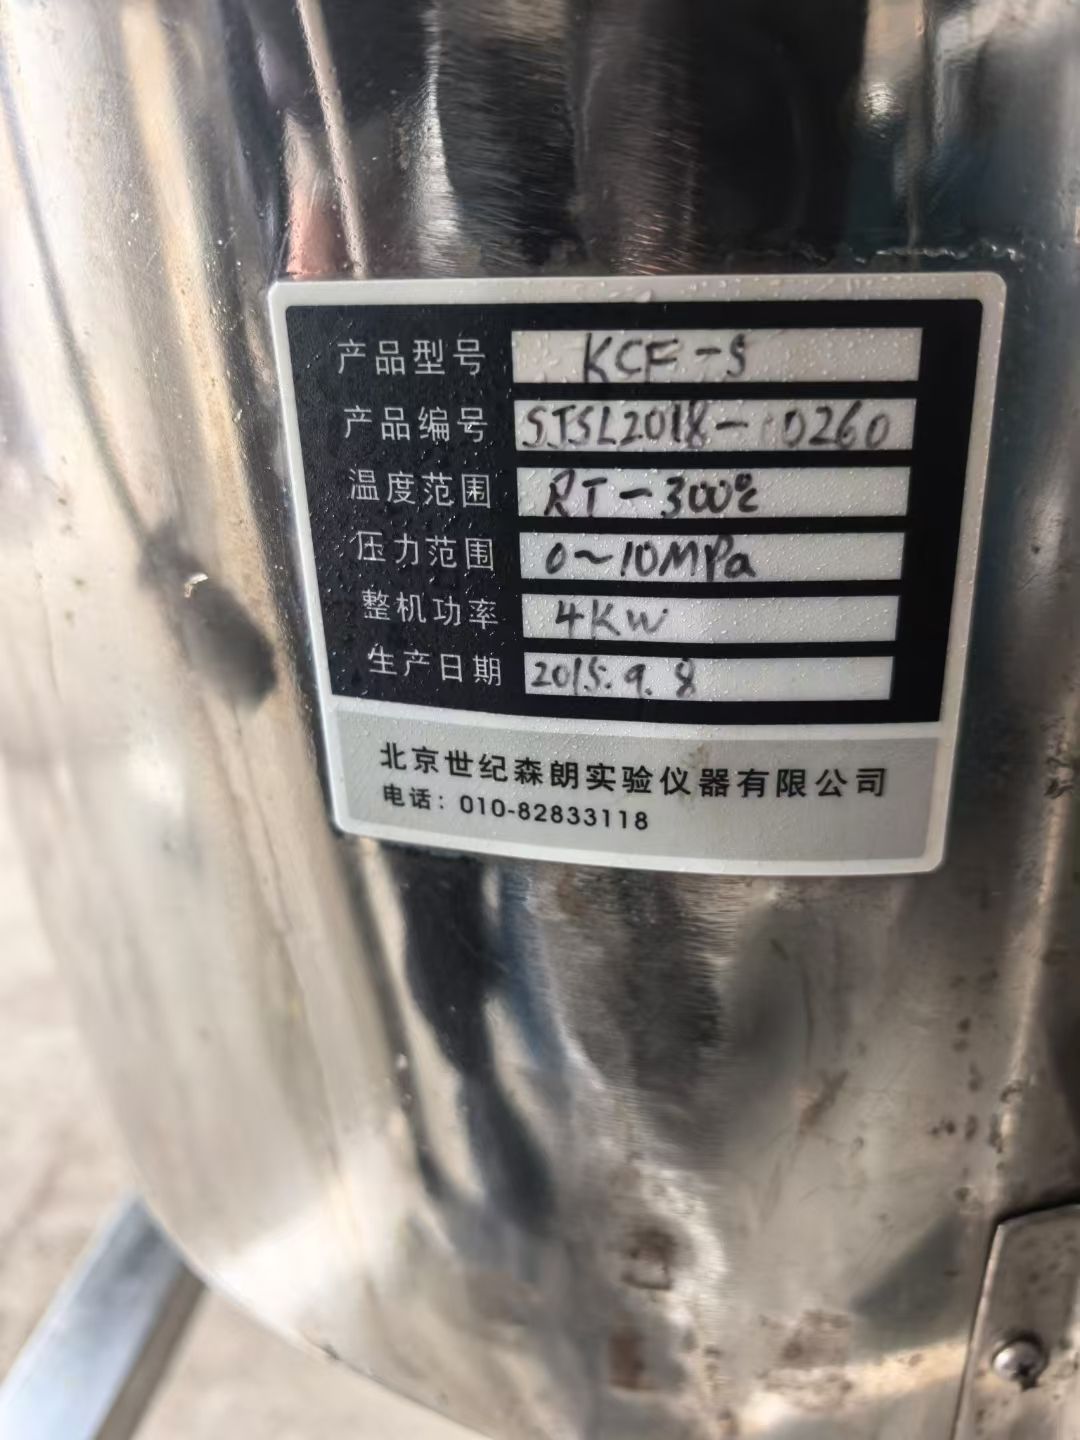 产品型号 KCF-S
产品编号 STSL2018-0260
温度范围 RT-300℃
压力范围 0~10MPa
整机功率 4KW
生产日期 2015.9.8
北京世纪森朗实验仪器有限公司
电话：010-82833118